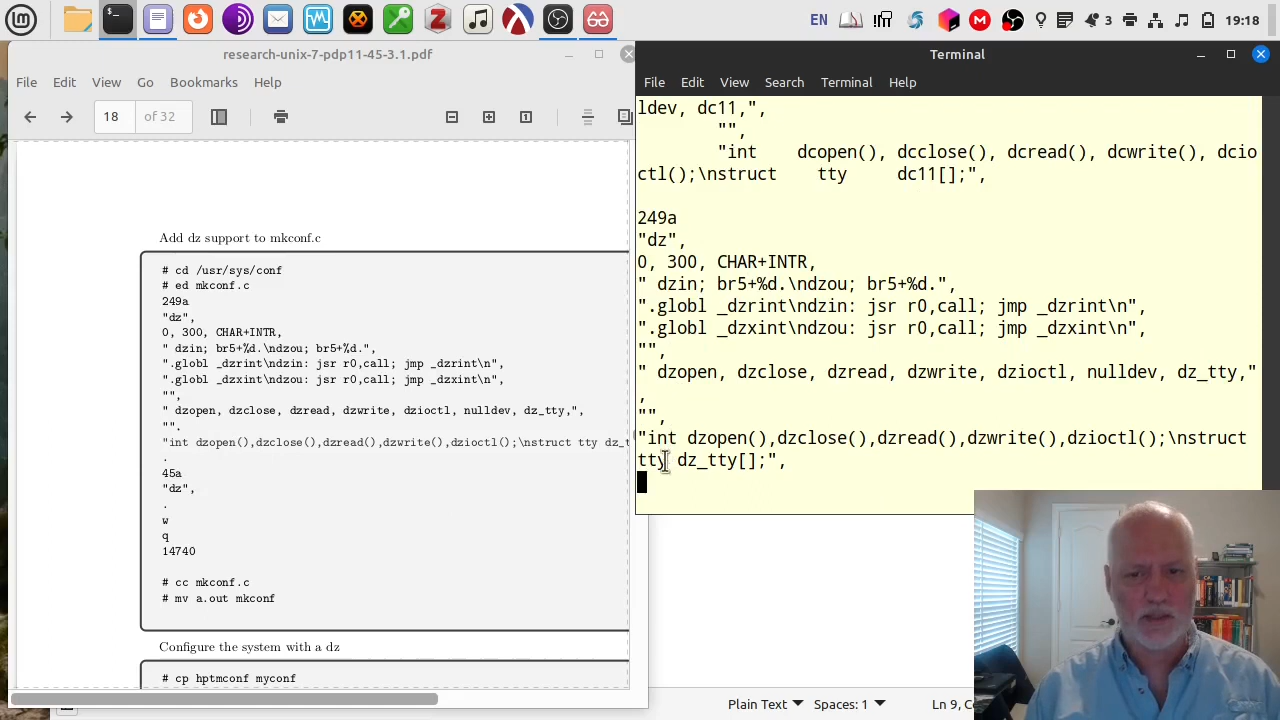 EN
3
19:18
research-unix-7-pdp11-45-3.1.pdf
File Edit View Go Bookmarks Help
18 of 32
Add dz support to mkconf.c
# cd /usr/sys/conf
# ed mkconf.c
249a
"dz",
0, 300, CHAR+INTR,
" dzin; br5+%d.\ndzou; br5+%d.",
".globl _dzrint\ndzin: jsr r0,call; jmp _dzrint\n",
".globl _dzxint\ndzou: jsr r0,call; jmp _dzxint\n",
"",
" dzopen, dzclose, dzread, dzwrite, dzioctl, nulldev, dz_tty,",
"".
"int dzopen(),dzclose(),dzread(),dzwrite(),dzioctl();\nstruct tty dz_t
.
45a
"dz",
.
w
q
14740
# cc mkconf.c
# mv a.out mkconf
Configure the system with a dz
# cp hptmconf myconf
Terminal
File Edit View Search Terminal Help
ldev, dc11,",
"",
"int dcopen(), dcclose(), dcread(), dcwrite(), dcio
ctl();\nstruct tty dc11[];",
249a
"dz",
0, 300, CHAR+INTR,
" dzin; br5+%d.\ndzou; br5+%d.",
".globl _dzrint\ndzin: jsr r0,call; jmp _dzrint\n",
".globl _dzxint\ndzou: jsr r0,call; jmp _dzxint\n",
"",
" dzopen, dzclose, dzread, dzwrite, dzioctl, nulldev, dz_tty,"
,
"",
"int dzopen(),dzclose(),dzread(),dzwrite(),dzioctl();\nstruct
tty dz_tty[];",
Plain Text Spaces: 1 Ln 9, C